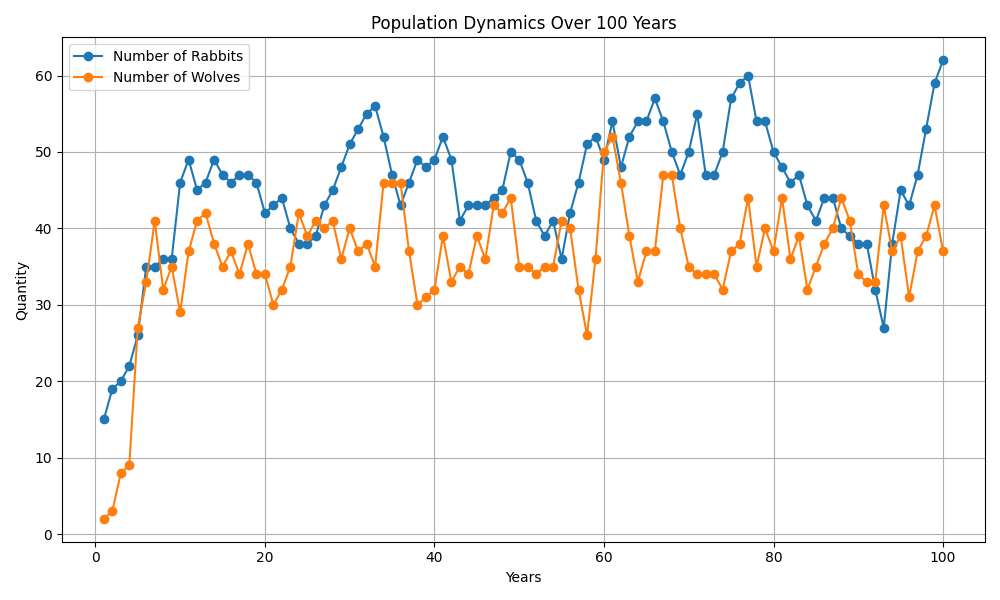 Population Dynamics Over 100 Years
Number of Rabbits
Number of Wolves
Quantity
60
50
40
30
20
10
0
0 20 40 60 80 100
Years